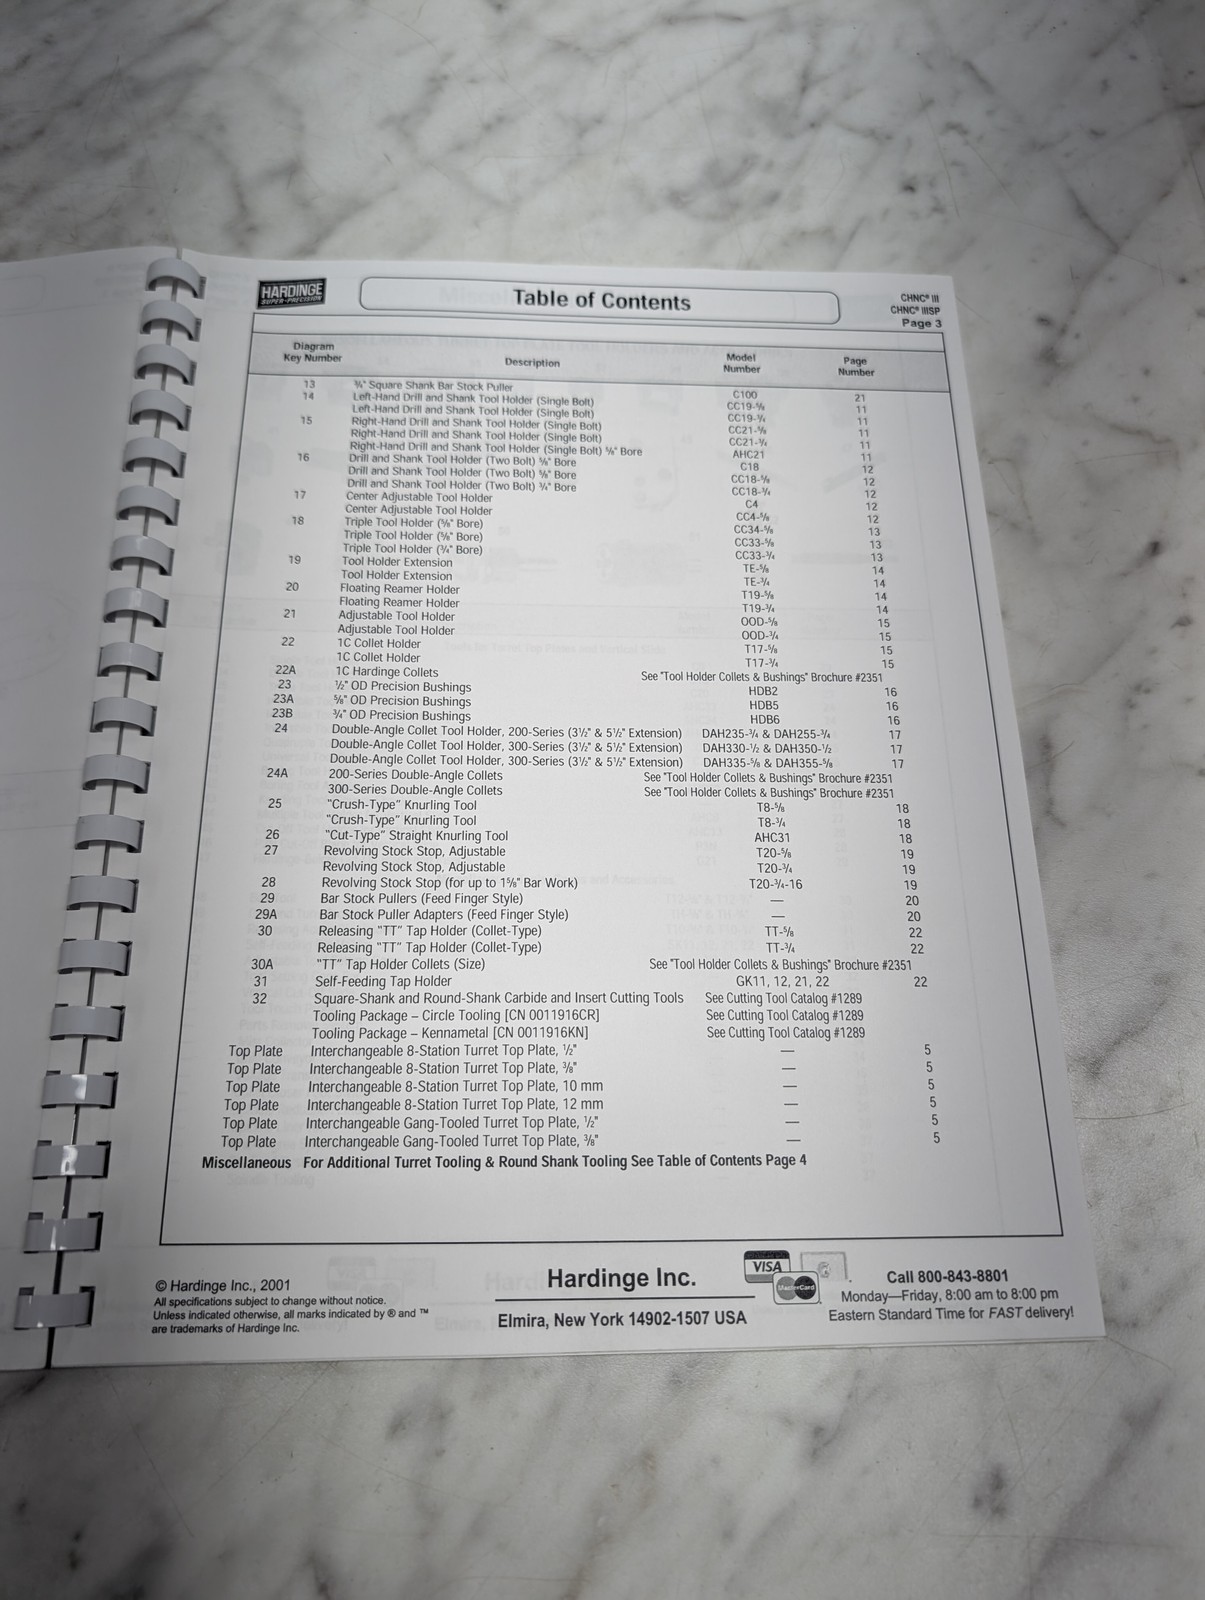 HARDINGE
SUPER-PRECISION
Table of Contents
CHNC® III
CHNC® IIISP
Page 3
Diagram Key Number Description Model Number Page Number
13 ¾" Square Shank Bar Stock Puller C100 21
14 Left-Hand Drill and Shank Tool Holder (Single Bolt) CC19-⅝ 11
Left-Hand Drill and Shank Tool Holder (Single Bolt) CC19-¾ 11
15 Right-Hand Drill and Shank Tool Holder (Single Bolt) CC21-⅝ 11
Right-Hand Drill and Shank Tool Holder (Single Bolt) CC21-¾ 11
Right-Hand Drill and Shank Tool Holder (Single Bolt) ⅝" Bore AHC21 11
16 Drill and Shank Tool Holder (Two Bolt) ⅝" Bore C18 12
Drill and Shank Tool Holder (Two Bolt) ⅝" Bore CC18-⅝ 12
Drill and Shank Tool Holder (Two Bolt) ¾" Bore CC18-¾ 12
17 Center Adjustable Tool Holder C4 12
Center Adjustable Tool Holder CC4-⅝ 12
18 Triple Tool Holder (⅝" Bore) CC34-⅝ 13
Triple Tool Holder (⅝" Bore) CC33-⅝ 13
Triple Tool Holder (¾" Bore) CC33-¾ 13
19 Tool Holder Extension TE-⅝ 14
Tool Holder Extension TE-¾ 14
20 Floating Reamer Holder T19-⅝ 14
Floating Reamer Holder T19-¾ 14
21 Adjustable Tool Holder OOD-⅝ 15
Adjustable Tool Holder OOD-¾ 15
22 1C Collet Holder T17-⅝ 15
1C Collet Holder T17-¾ 15
22A 1C Hardinge Collets See "Tool Holder Collets & Bushings" Brochure #2351
23 ½" OD Precision Bushings HDB2 16
23A ⅝" OD Precision Bushings HDB5 16
23B ¾" OD Precision Bushings HDB6 16
24 Double-Angle Collet Tool Holder, 200-Series (3½" & 5½" Extension) DAH235-¾ & DAH255-¾ 17
Double-Angle Collet Tool Holder, 300-Series (3½" & 5½" Extension) DAH330-½ & DAH350-½ 17
Double-Angle Collet Tool Holder, 300-Series (3½" & 5½" Extension) DAH335-⅝ & DAH355-⅝ 17
24A 200-Series Double-Angle Collets See "Tool Holder Collets & Bushings" Brochure #2351
300-Series Double-Angle Collets See "Tool Holder Collets & Bushings" Brochure #2351
25 "Crush-Type" Knurling Tool T8-⅝ 18
"Crush-Type" Knurling Tool T8-¾ 18
26 "Cut-Type" Straight Knurling Tool AHC31 18
27 Revolving Stock Stop, Adjustable T20-⅝ 19
Revolving Stock Stop, Adjustable T20-¾ 19
28 Revolving Stock Stop (for up to 1⅝" Bar Work) T20-¾-16 19
29 Bar Stock Pullers (Feed Finger Style) — 20
29A Bar Stock Puller Adapters (Feed Finger Style) — 20
30 Releasing "TT" Tap Holder (Collet-Type) TT-⅝ 22
Releasing "TT" Tap Holder (Collet-Type) TT-¾ 22
30A "TT" Tap Holder Collets (Size) See "Tool Holder Collets & Bushings" Brochure #2351
31 Self-Feeding Tap Holder GK11, 12, 21, 22 22
32 Square-Shank and Round-Shank Carbide and Insert Cutting Tools See Cutting Tool Catalog #1289
Tooling Package – Circle Tooling [CN 0011916CR] See Cutting Tool Catalog #1289
Tooling Package – Kennametal [CN 0011916KN] See Cutting Tool Catalog #1289
Top Plate Interchangeable 8-Station Turret Top Plate, ½" — 5
Top Plate Interchangeable 8-Station Turret Top Plate, ⅜" — 5
Top Plate Interchangeable 8-Station Turret Top Plate, 10 mm — 5
Top Plate Interchangeable 8-Station Turret Top Plate, 12 mm — 5
Top Plate Interchangeable Gang-Tooled Turret Top Plate, ½" — 5
Top Plate Interchangeable Gang-Tooled Turret Top Plate, ⅜" — 5
Miscellaneous For Additional Turret Tooling & Round Shank Tooling See Table of Contents Page 4
© Hardinge Inc., 2001
All specifications subject to change without notice.
Unless indicated otherwise, all marks indicated by ® and ™
are trademarks of Hardinge Inc.
Hardinge Inc.
Elmira, New York 14902-1507 USA
VISA
MasterCard
Call 800-843-8801
Monday—Friday, 8:00 am to 8:00 pm
Eastern Standard Time for FAST delivery!